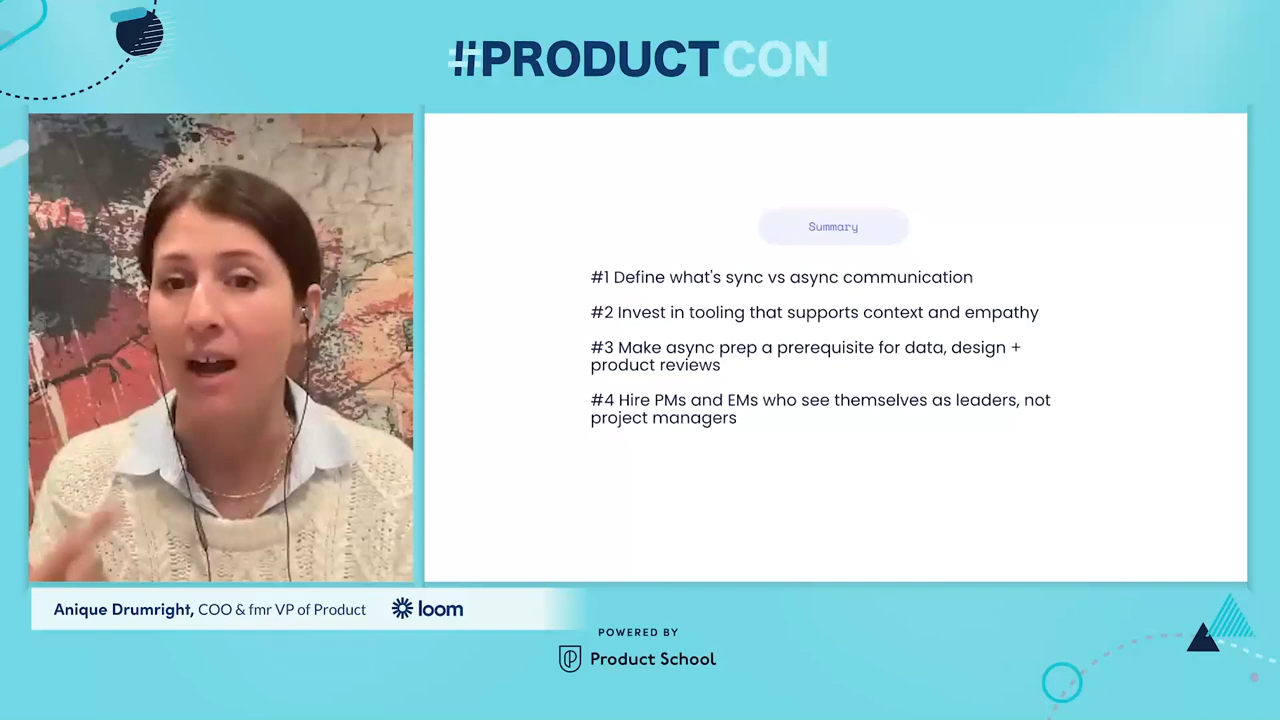 #PRODUCTCON
Summary
#1 Define what's sync vs async communication
#2 Invest in tooling that supports context and empathy
#3 Make async prep a prerequisite for data, design +
product reviews
#4 Hire PMs and EMs who see themselves as leaders, not
project managers
Anique Drumright, COO & fmr VP of Product loom
POWERED BY
Product School